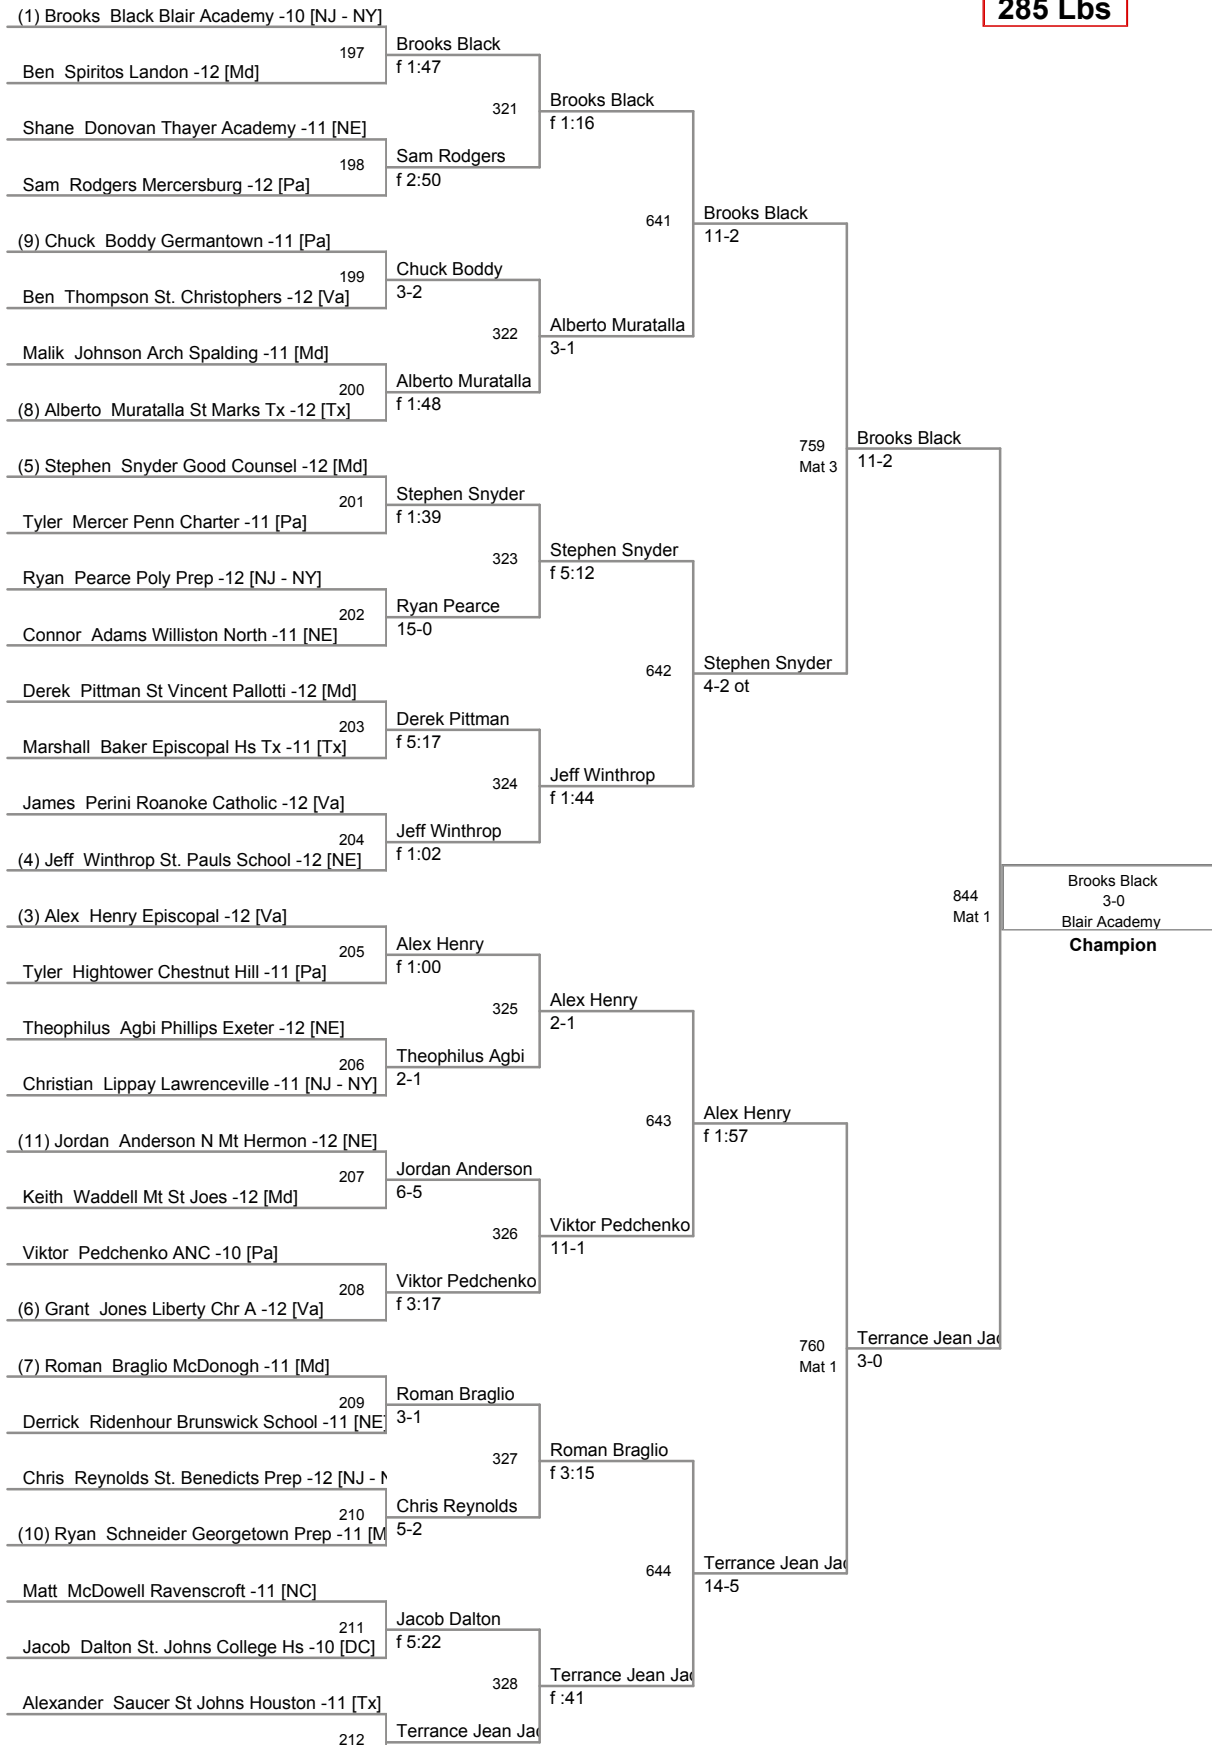 285 Lbs
(1) Brooks Black Blair Academy -10 [NJ - NY]
197
Brooks Black
f 1:47
Ben Spiritos Landon -12 [Md]
321
Brooks Black
f 1:16
Shane Donovan Thayer Academy -11 [NE]
198
Sam Rodgers
f 2:50
Sam Rodgers Mercersburg -12 [Pa]
641
Brooks Black
11-2
(9) Chuck Boddy Germantown -11 [Pa]
199
Chuck Boddy
3-2
Ben Thompson St. Christophers -12 [Va]
322
Alberto Muratalla
3-1
Malik Johnson Arch Spalding -11 [Md]
200
Alberto Muratalla
f 1:48
(8) Alberto Muratalla St Marks Tx -12 [Tx]
759
Mat 3
Brooks Black
11-2
(5) Stephen Snyder Good Counsel -12 [Md]
201
Stephen Snyder
f 1:39
Tyler Mercer Penn Charter -11 [Pa]
323
Stephen Snyder
f 5:12
Ryan Pearce Poly Prep -12 [NJ - NY]
202
Ryan Pearce
15-0
Connor Adams Williston North -11 [NE]
642
Stephen Snyder
4-2 ot
Derek Pittman St Vincent Pallotti -12 [Md]
203
Derek Pittman
f 5:17
Marshall Baker Episcopal Hs Tx -11 [Tx]
324
Jeff Winthrop
f 1:44
James Perini Roanoke Catholic -12 [Va]
204
Jeff Winthrop
f 1:02
(4) Jeff Winthrop St. Pauls School -12 [NE]
844
Mat 1
Brooks Black
3-0
Blair Academy
Champion
(3) Alex Henry Episcopal -12 [Va]
205
Alex Henry
f 1:00
Tyler Hightower Chestnut Hill -11 [Pa]
325
Alex Henry
2-1
Theophilus Agbi Phillips Exeter -12 [NE]
206
Theophilus Agbi
2-1
Christian Lippay Lawrenceville -11 [NJ - NY]
643
Alex Henry
f 1:57
(11) Jordan Anderson N Mt Hermon -12 [NE]
207
Jordan Anderson
6-5
Keith Waddell Mt St Joes -12 [Md]
326
Viktor Pedchenko
11-1
Viktor Pedchenko ANC -10 [Pa]
208
Viktor Pedchenko
f 3:17
(6) Grant Jones Liberty Chr A -12 [Va]
760
Mat 1
Terrance Jean Jac
3-0
(7) Roman Braglio McDonogh -11 [Md]
209
Roman Braglio
3-1
Derrick Ridenhour Brunswick School -11 [NE]
327
Roman Braglio
f 3:15
Chris Reynolds St. Benedicts Prep -12 [NJ - N
210
Chris Reynolds
5-2
(10) Ryan Schneider Georgetown Prep -11 [M
644
Terrance Jean Jac
14-5
Matt McDowell Ravenscroft -11 [NC]
211
Jacob Dalton
f 5:22
Jacob Dalton St. Johns College Hs -10 [DC]
328
Terrance Jean Jac
f :41
Alexander Saucer St Johns Houston -11 [Tx]
212
Terrance Jean Jac